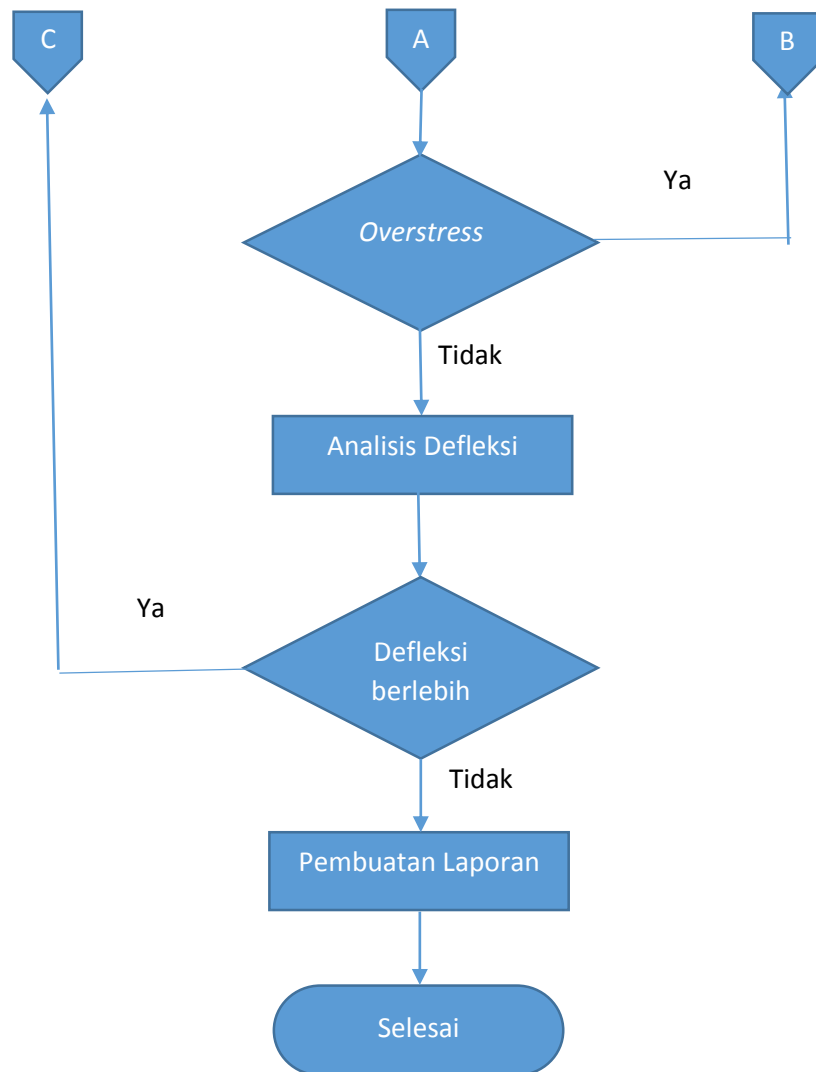 C
A
B
Ya
Overstress
Tidak
Analisis Defleksi
Ya
Defleksi
berlebih
Tidak
Pembuatan Laporan
Selesai